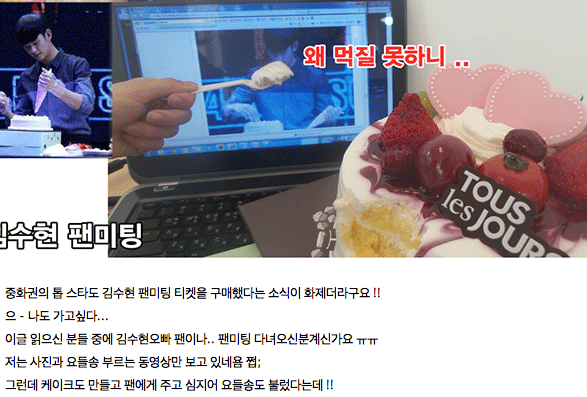 왜 먹질 못하니 ..
TOUS
les JOURS
김수현 팬미팅
중화권의 톱 스타도 김수현 팬미팅 티켓을 구매했다는 소식이 화제더라구요 !!
으 - 나도 가고싶다...
이글 읽으신 분들 중에 김수현오빠 팬이나.. 팬미팅 다녀오신분계신가요 ㅠㅠ
저는 사진과 요들송 부르는 동영상만 보고 있네욤 쩝;
그런데 케이크도 만들고 팬에게 주고 심지어 요들송도 불렀다는데 !!